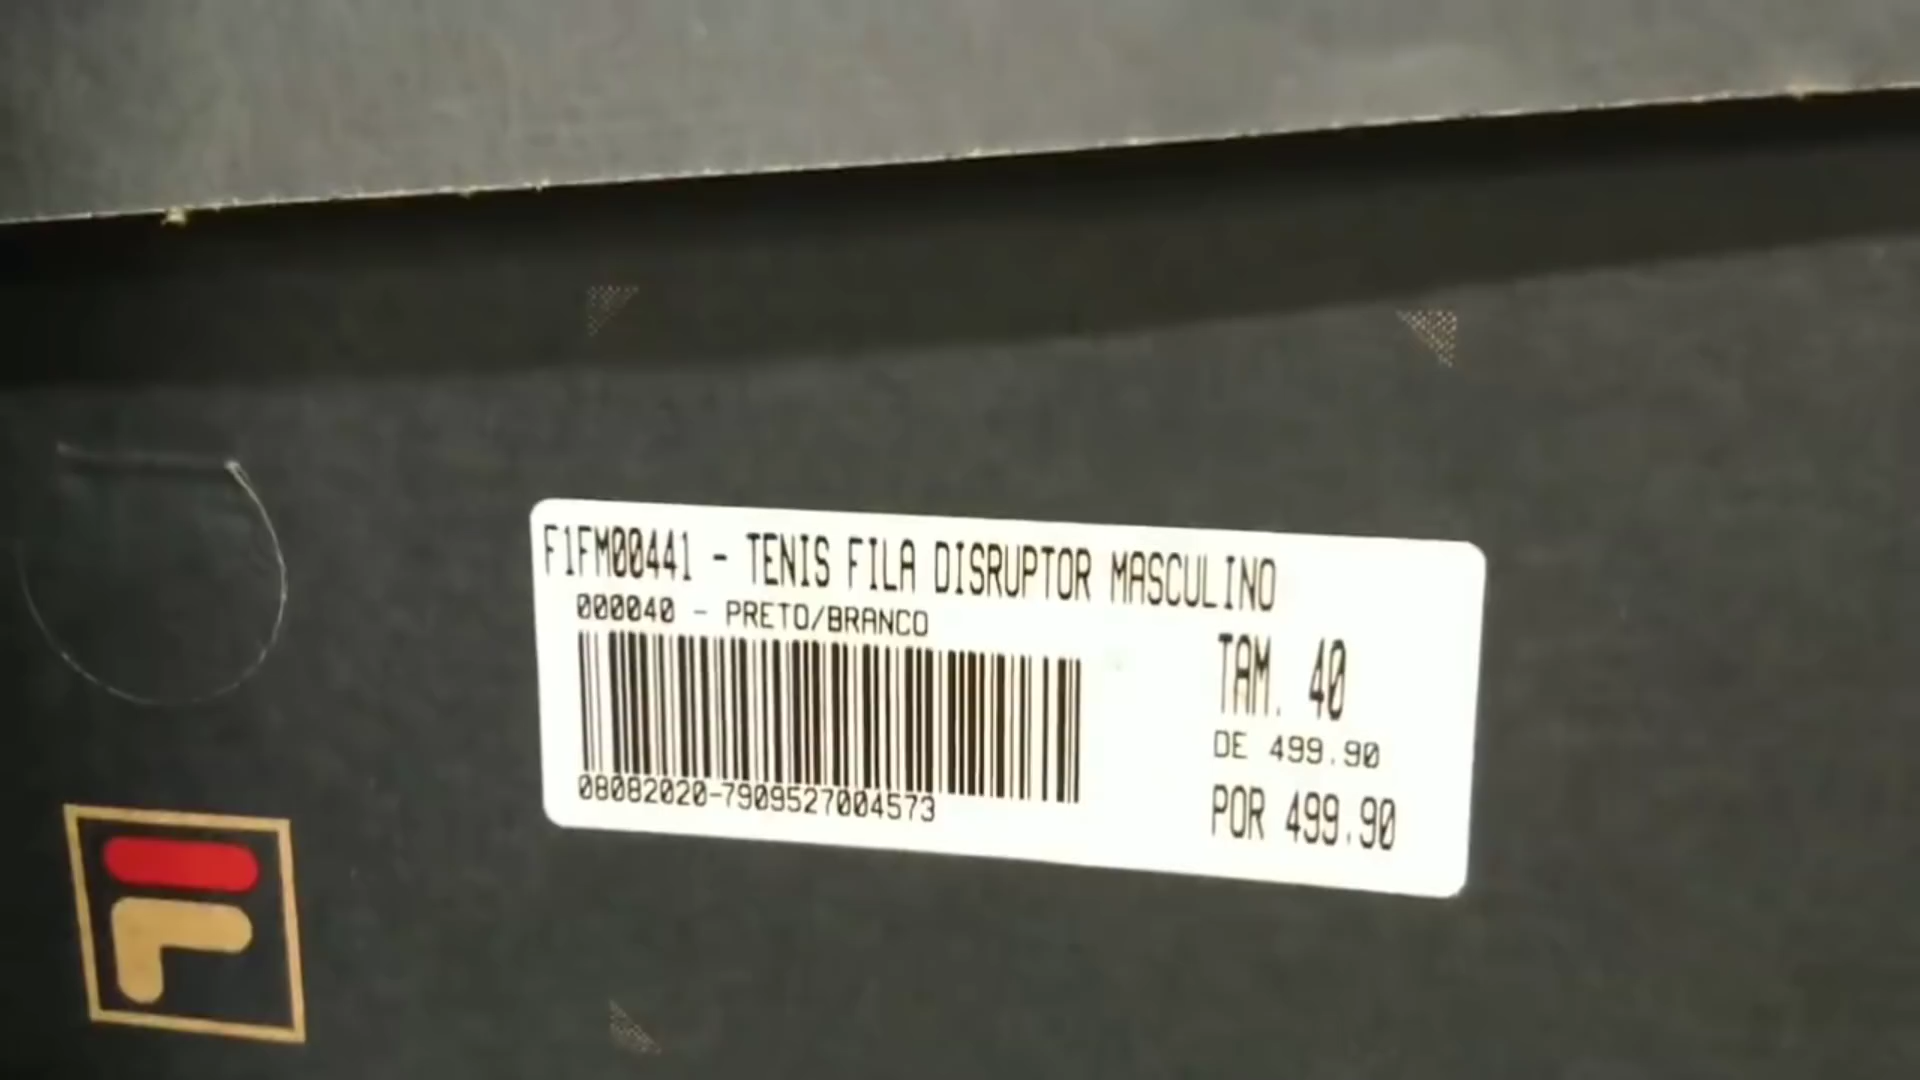 F1FM00441 - TENIS FILA DISRUPTOR MASCULINO
000040 - PRETO/BRANCO
TAM. 40
DE 499.90
POR 499.90
08082020-7909527004573